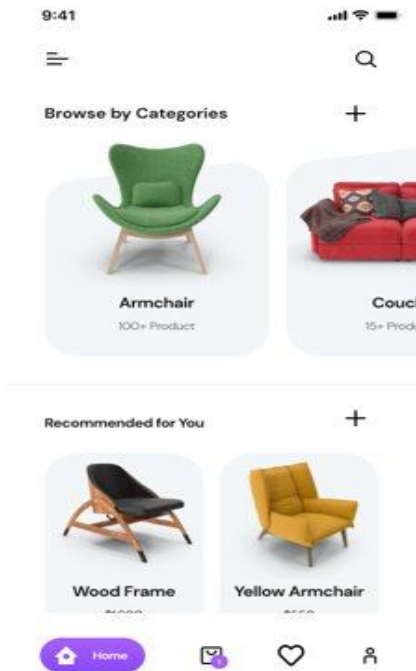 9:41
Browse by Categories
Armchair
100+ Product
Couc
15+ Produ
Recommended for You
Wood Frame
Yellow Armchair
Home
1